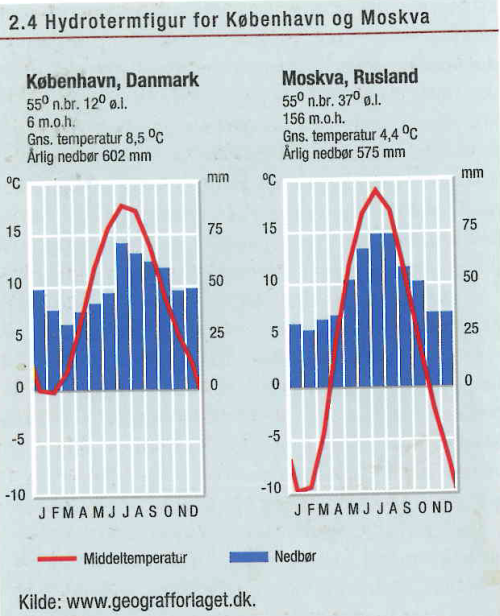 2.4 Hydrotermfigur for København og Moskva
København, Danmark
55⁰ n.br. 12⁰ ø.l.
6 m.o.h.
Gns. temperatur 8,5 ⁰C
Årlig nedbør 602 mm
⁰C mm
15 75
10 50
5 25
0 0
-5
-10
J F M A M J J A S O N D
Moskva, Rusland
55⁰ n.br. 37⁰ ø.l.
156 m.o.h.
Gns. temperatur 4,4 ⁰C
Årlig nedbør 575 mm
⁰C mm
15 75
10 50
5 25
0 0
-5
-10
J F M A M J J A S O N D
Middeltemperatur Nedbør
Kilde: www.geografforlaget.dk.